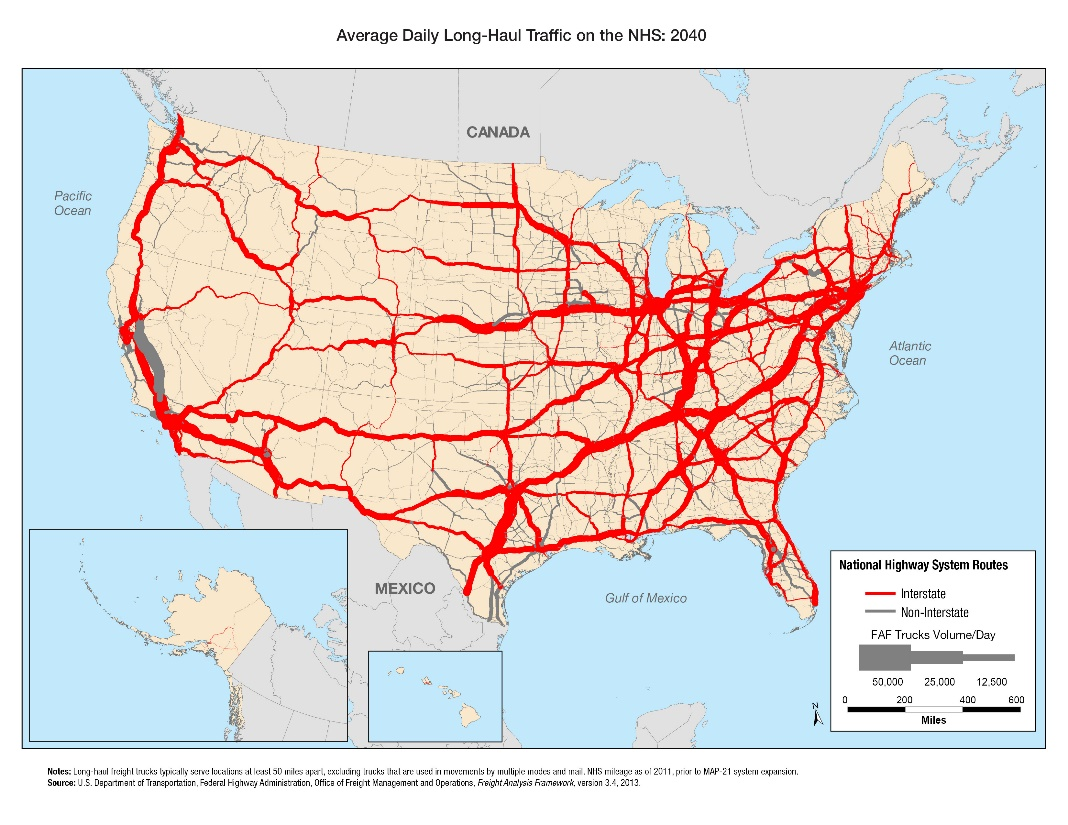 Average Daily Long-Haul Traffic on the NHS: 2040
CANADA
Pacific
Ocean
Atlantic
Ocean
MEXICO
Gulf of Mexico
National Highway System Routes
Interstate
Non-Interstate
FAF Trucks Volume/Day
50,000 25,000 12,500
0 200 400 600
Miles
N
Notes: Long-haul freight trucks typically serve locations at least 50 miles apart, excluding trucks that are used in movements by multiple modes and mail. NHS mileage as of 2011, prior to MAP-21 system expansion.
Source: U.S. Department of Transportation, Federal Highway Administration, Office of Freight Management and Operations, Freight Analysis Framework, version 3.4, 2013.